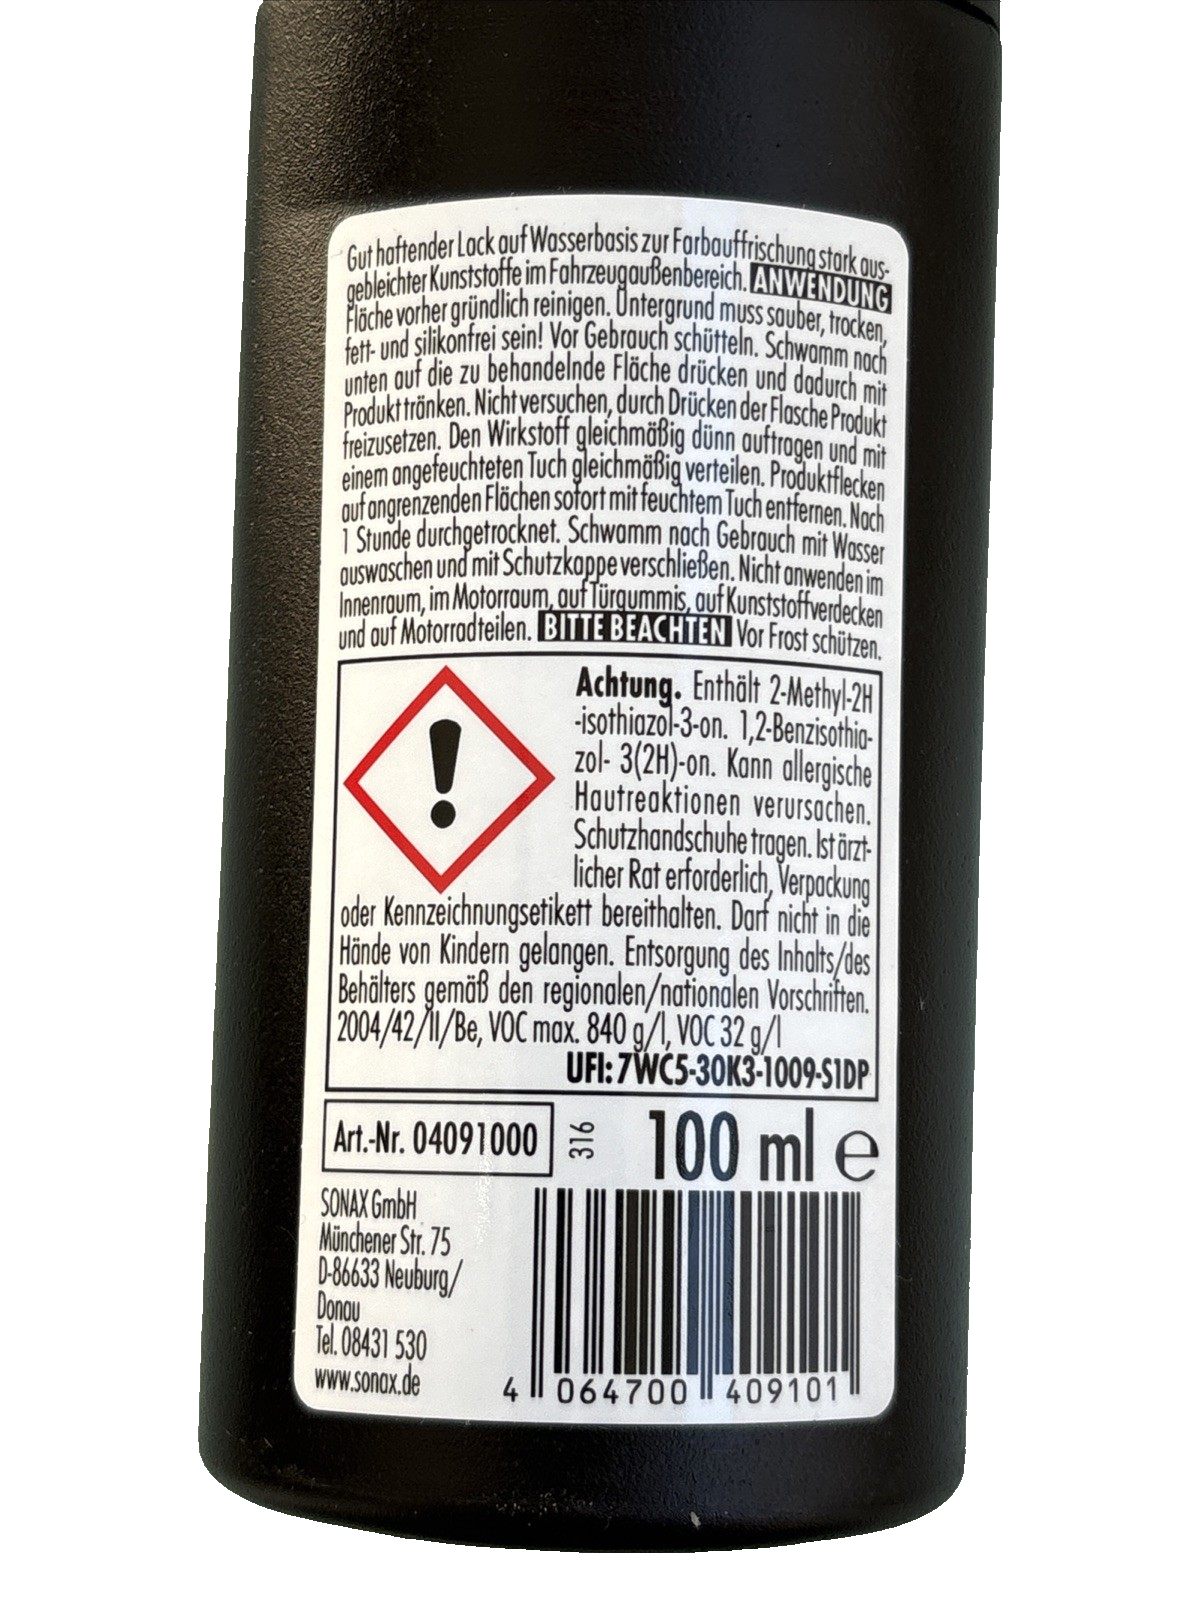 Gut haftender Lack auf Wasserbasis zur Farbauffrischung stark aus-
gebleichter Kunststoffe im Fahrzeugaußenbereich. ANWENDUNG
Fläche vorher gründlich reinigen. Untergrund muss sauber, trocken,
fett- und silikonfrei sein! Vor Gebrauch schütteln. Schwamm nach
unten auf die zu behandelnde Fläche drücken und dadurch mit
Produkt tränken. Nicht versuchen, durch Drücken der Flasche Produkt
freizusetzen. Den Wirkstoff gleichmäßig dünn auftragen und mit
einem angefeuchteten Tuch gleichmäßig verteilen. Produktflecken
auf angrenzenden Flächen sofort mit feuchtem Tuch entfernen. Nach
1 Stunde durchgetrocknet. Schwamm nach Gebrauch mit Wasser
auswaschen und mit Schutzkappe verschließen. Nicht anwenden im
Innenraum, im Motorraum, auf Türgummis, auf Kunststoffverdecken
und auf Motorradteilen. BITTE BEACHTEN Vor Frost schützen.
Achtung. Enthält 2-Methyl-2H
-isothiazol-3-on. 1,2-Benzisothia-
zol- 3(2H)-on. Kann allergische
Hautreaktionen verursachen.
Schutzhandschuhe tragen. Ist ärzt-
licher Rat erforderlich, Verpackung
oder Kennzeichnungsetikett bereithalten. Darf nicht in die
Hände von Kindern gelangen. Entsorgung des Inhalts/des
Behälters gemäß den regionalen/nationalen Vorschriften.
2004/42/II/Be, VOC max. 840 g/l, VOC 32 g/l
UFI: 7WC5-30K3-1009-S1DP
Art.-Nr. 04091000 316 100 ml e
SONAX GmbH
Münchener Str. 75
D-86633 Neuburg/
Donau
Tel. 08431 530
www.sonax.de
4 064700 409101